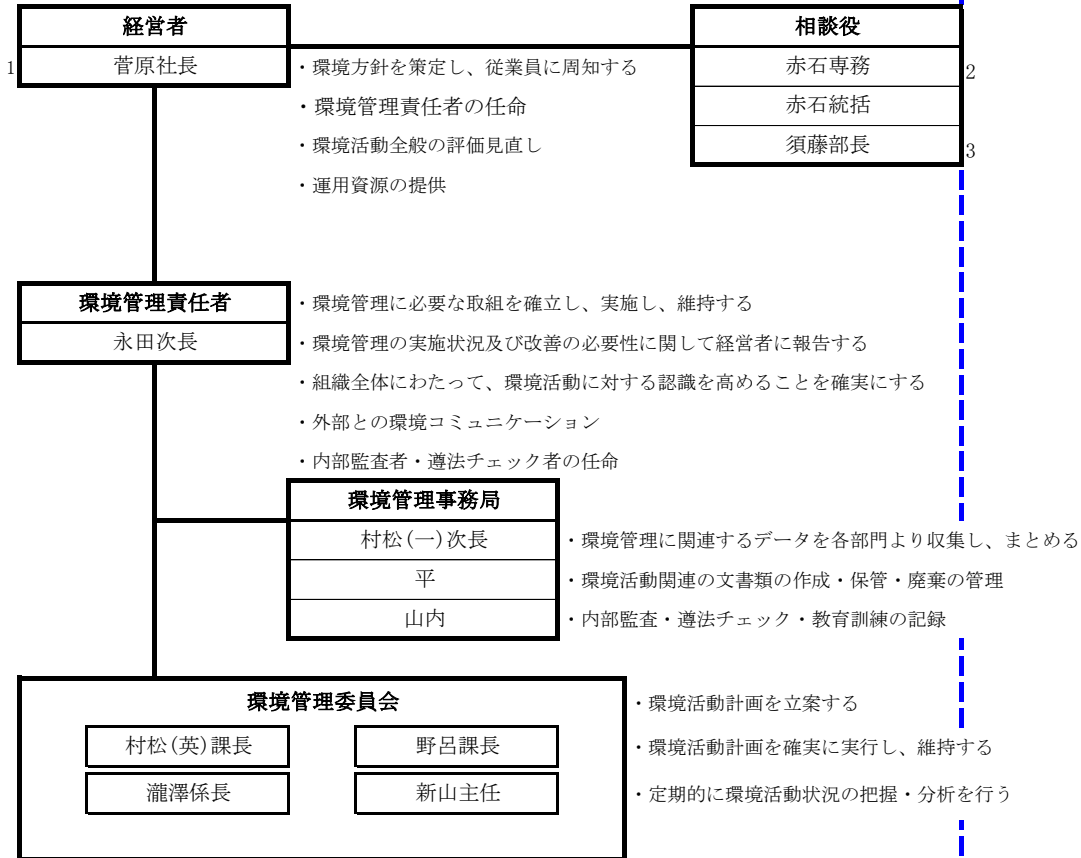 経営者
相談役
1
菅原社長
・環境方針を策定し、従業員に周知する
赤石専務
2
・環境管理責任者の任命
赤石統括
・環境活動全般の評価見直し
須藤部長
3
・運用資源の提供
環境管理責任者
・環境管理に必要な取組を確立し、実施し、維持する
永田次長
・環境管理の実施状況及び改善の必要性に関して経営者に報告する
・組織全体にわたって、環境活動に対する認識を高めることを確実にする
・外部との環境コミュニケーション
・内部監査者・遵法チェック者の任命
環境管理事務局
村松(一)次長
・環境管理に関連するデータを各部門より収集し、まとめる
平
・環境活動関連の文書類の作成・保管・廃棄の管理
山内
・内部監査・遵法チェック・教育訓練の記録
環境管理委員会
・環境活動計画を立案する
村松(英)課長
野呂課長
・環境活動計画を確実に実行し、維持する
瀧澤係長
新山主任
・定期的に環境活動状況の把握・分析を行う